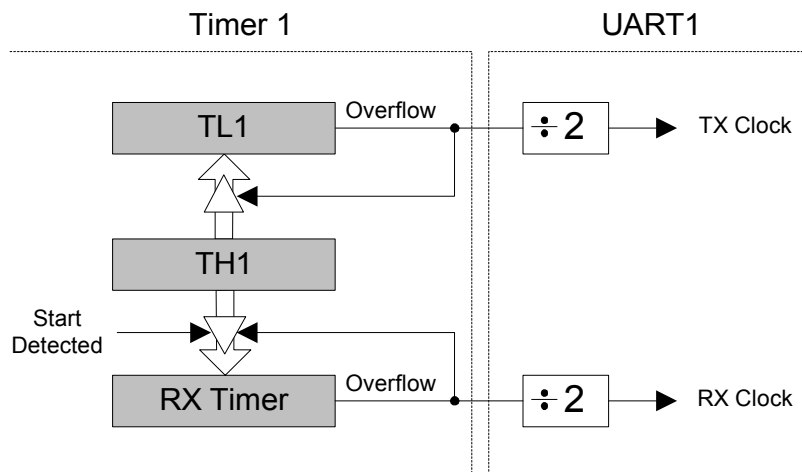 Timer 1
UART1
TL1
Overflow
÷ 2
TX Clock
TH1
Start
Detected
RX Timer
Overflow
÷ 2
RX Clock